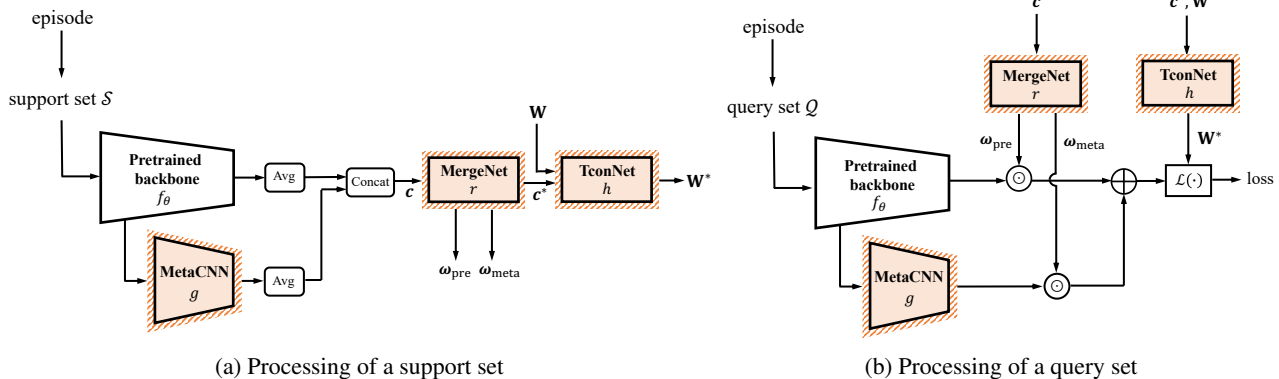 episode
support set 𝒮
Pretrained
backbone
f_θ
MetaCNN
g
Avg
Avg
Concat
c
MergeNet
r
ω_pre
ω_meta
c*
W
TconNet
h
W*
(a) Processing of a support set
episode
query set 𝒬
Pretrained
backbone
f_θ
MetaCNN
g
c
MergeNet
r
ω_pre
ω_meta
, W
TconNet
h
W*
ℒ(·)
loss
(b) Processing of a query set